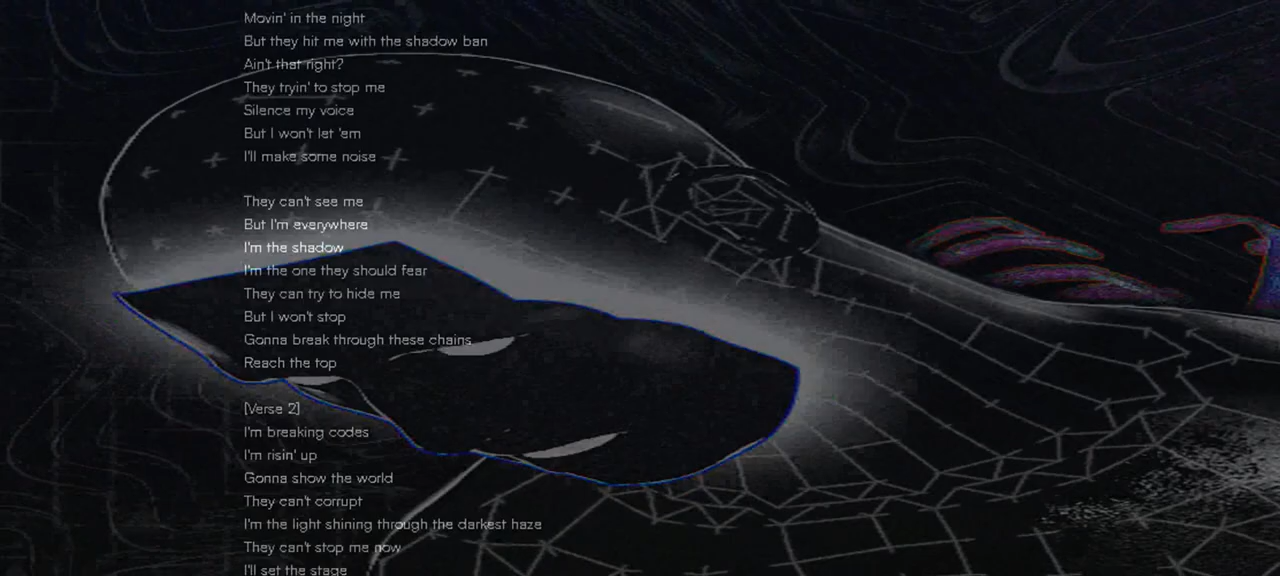 Movin' in the night
But they hit me with the shadow ban
Ain't that right?
They tryin' to stop me
Silence my voice
But I won't let 'em
I'll make some noise
They can't see me
But I'm everywhere
I'm the shadow
I'm the one they should fear
They can try to hide me
But I won't stop
Gonna break through these chains
Reach the top
[Verse 2]
I'm breaking codes
I'm risin' up
Gonna show the world
They can't corrupt
I'm the light shining through the darkest haze
They can't stop me now
I'll set the stage